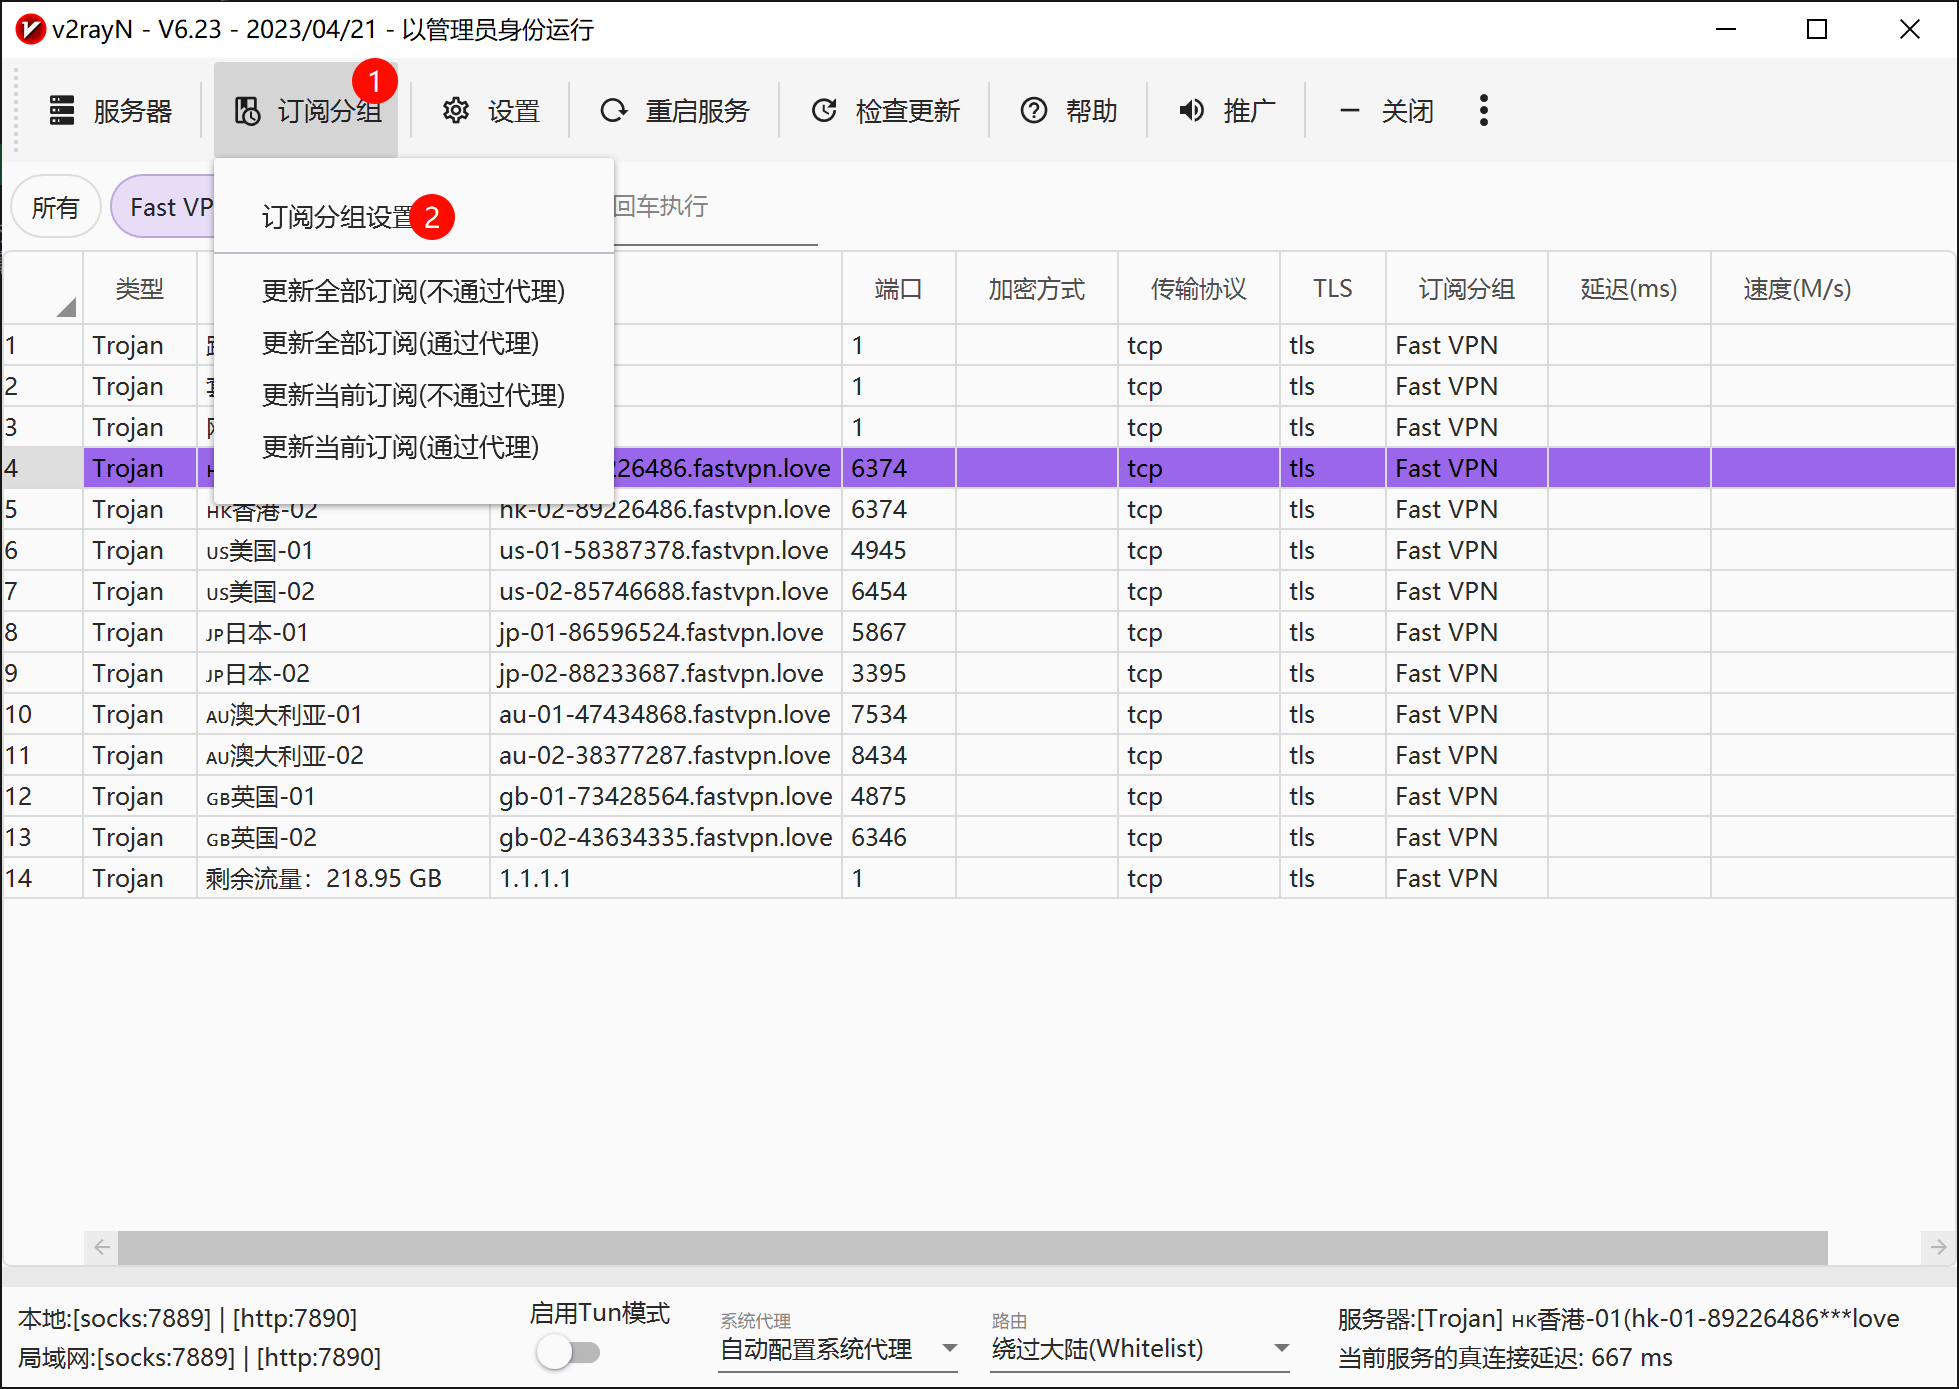 v2rayN - V6.23 - 2023/04/21 - 以管理员身份运行
服务器 订阅分组 1 设置 重启服务 检查更新 帮助 推广 关闭
所有 Fast VP 订阅分组设置 2 回车执行
更新全部订阅(不通过代理)
更新全部订阅(通过代理)
更新当前订阅(不通过代理)
更新当前订阅(通过代理)
类型 端口 加密方式 传输协议 TLS 订阅分组 延迟(ms) 速度(M/s)
1 Trojan 1 tcp tls Fast VPN
2 Trojan 1 tcp tls Fast VPN
3 Trojan 1 tcp tls Fast VPN
4 Trojan 26486.fastvpn.love 6374 tcp tls Fast VPN
5 Trojan HK香港-02 hk-02-89226486.fastvpn.love 6374 tcp tls Fast VPN
6 Trojan US美国-01 us-01-58387378.fastvpn.love 4945 tcp tls Fast VPN
7 Trojan US美国-02 us-02-85746688.fastvpn.love 6454 tcp tls Fast VPN
8 Trojan JP日本-01 jp-01-86596524.fastvpn.love 5867 tcp tls Fast VPN
9 Trojan JP日本-02 jp-02-88233687.fastvpn.love 3395 tcp tls Fast VPN
10 Trojan AU澳大利亚-01 au-01-47434868.fastvpn.love 7534 tcp tls Fast VPN
11 Trojan AU澳大利亚-02 au-02-38377287.fastvpn.love 8434 tcp tls Fast VPN
12 Trojan GB英国-01 gb-01-73428564.fastvpn.love 4875 tcp tls Fast VPN
13 Trojan GB英国-02 gb-02-43634335.fastvpn.love 6346 tcp tls Fast VPN
14 Trojan 剩余流量：218.95 GB 1.1.1.1 1 tcp tls Fast VPN
本地:[socks:7889] | [http:7890]
局域网:[socks:7889] | [http:7890]
启用Tun模式
系统代理
自动配置系统代理
路由
绕过大陆(Whitelist)
服务器:[Trojan] HK香港-01(hk-01-89226486***love
当前服务的真连接延迟: 667 ms